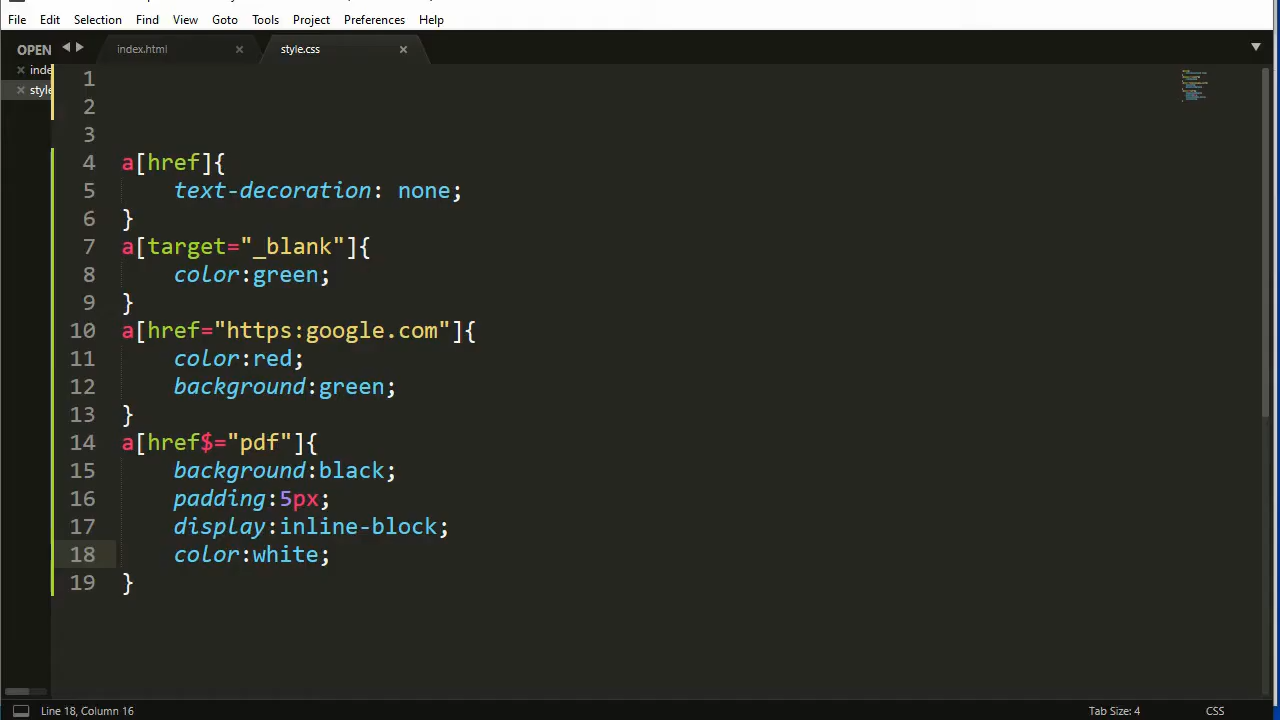 File Edit Selection Find View Goto Tools Project Preferences Help
OPEN index.html style.css
inde
style
1
2
3
4 a[href]{
5 text-decoration: none;
6 }
7 a[target="_blank"]{
8 color:green;
9 }
10 a[href="https:google.com"]{
11 color:red;
12 background:green;
13 }
14 a[href$="pdf"]{
15 background:black;
16 padding:5px;
17 display:inline-block;
18 color:white;
19 }
Line 18, Column 16 Tab Size: 4 CSS